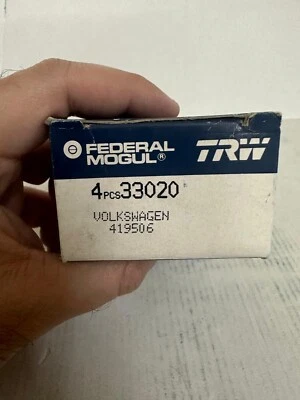 FEDERAL
MOGUL®
TRW
4PCS33020
VOLKSWAGEN
419506